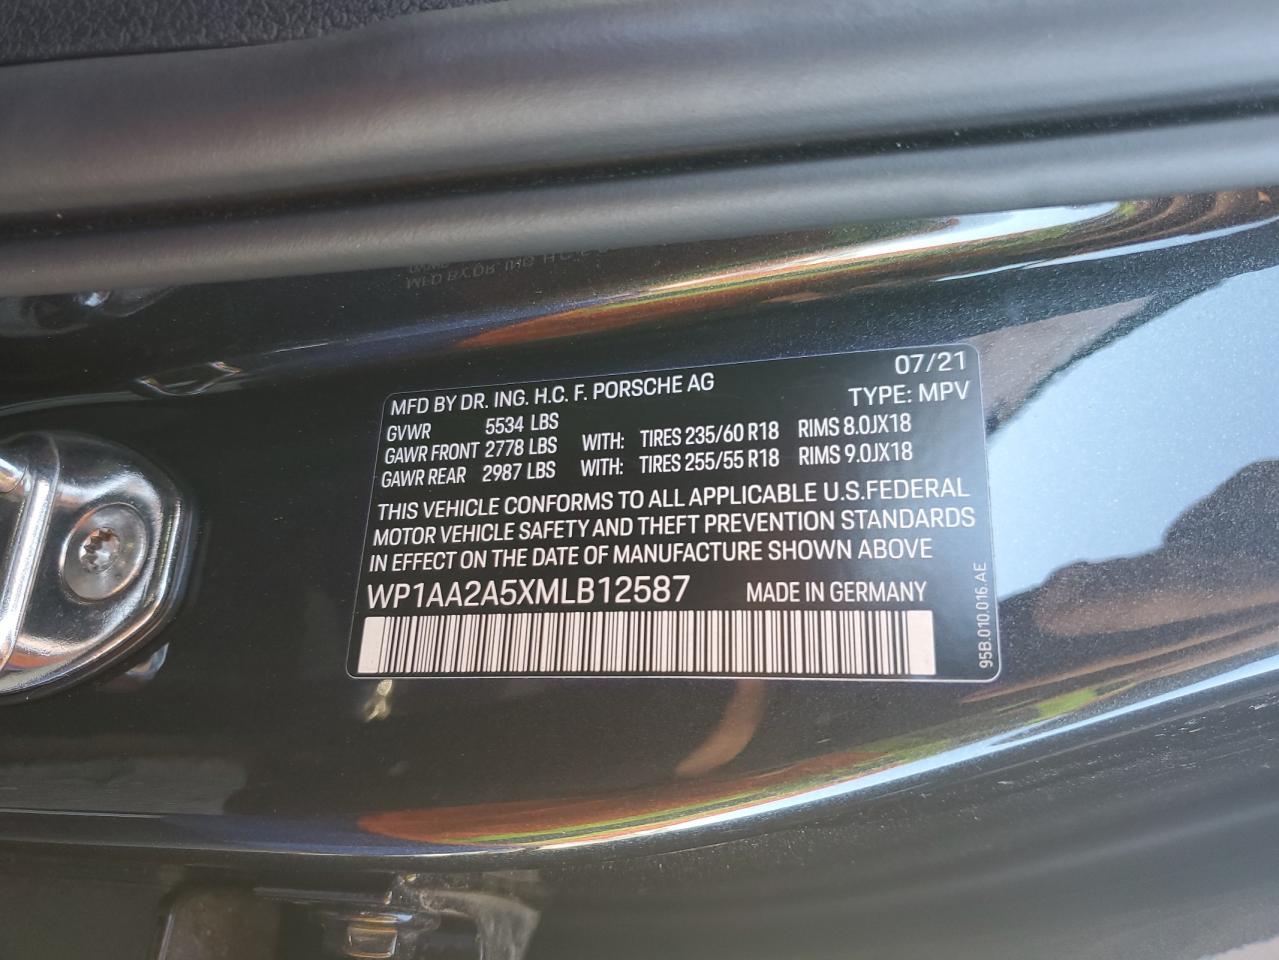 07/21
MFD BY DR. ING. H.C. F. PORSCHE AG
TYPE: MPV
GVWR 5534 LBS
GAWR FRONT 2778 LBS WITH: TIRES 235/60 R18 RIMS 8.0JX18
GAWR REAR 2987 LBS WITH: TIRES 255/55 R18 RIMS 9.0JX18
THIS VEHICLE CONFORMS TO ALL APPLICABLE U.S.FEDERAL
MOTOR VEHICLE SAFETY AND THEFT PREVENTION STANDARDS
IN EFFECT ON THE DATE OF MANUFACTURE SHOWN ABOVE
WP1AA2A5XMLB12587 MADE IN GERMANY
95B.010.016.AE